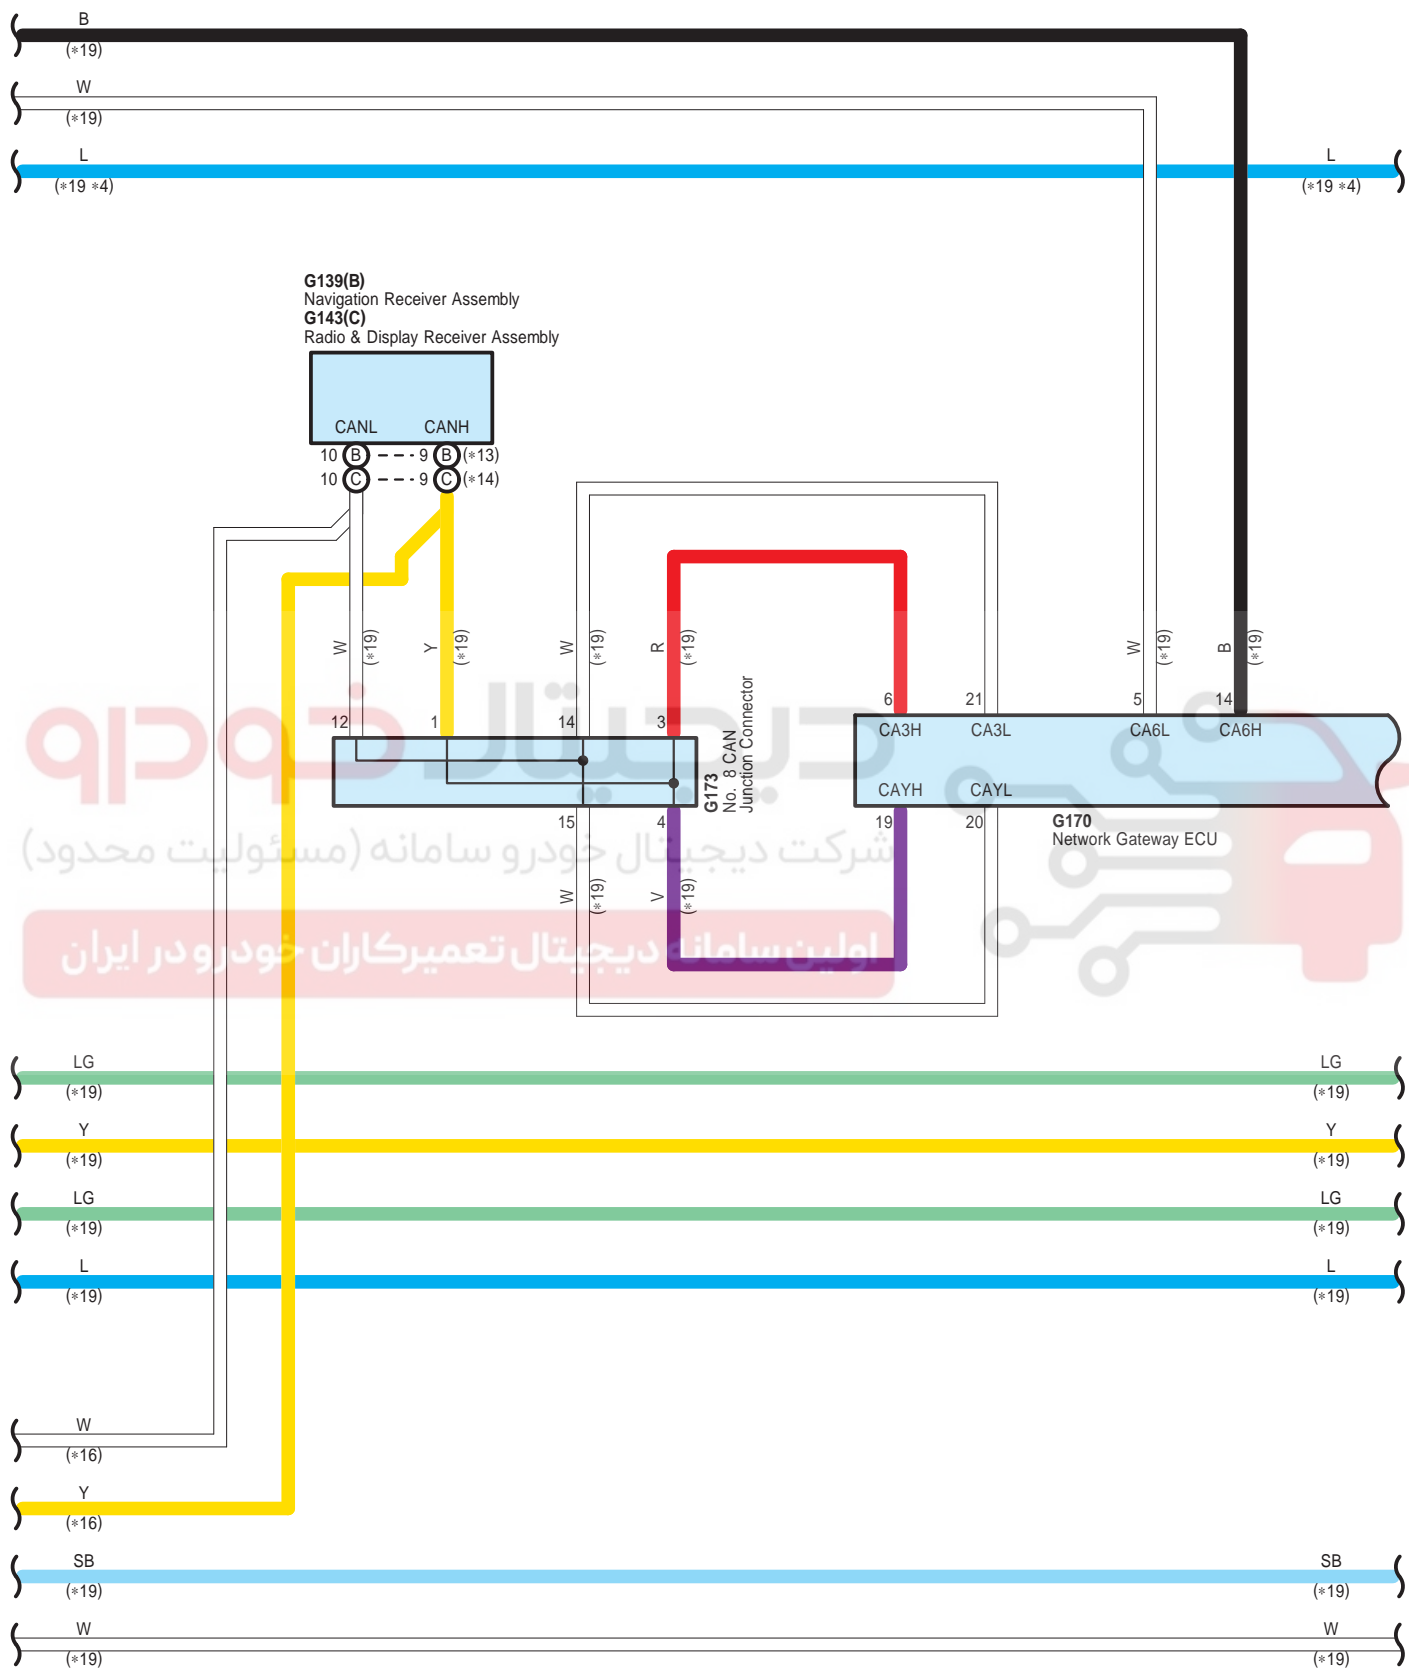 B
(*19)
W
(*19)
L
(*19 *4)
L
(*19 *4)
G139(B)
Navigation Receiver Assembly
G143(C)
Radio & Display Receiver Assembly
CANL CANH
10 B 9 B (*13)
10 C 9 C (*14)
W
(*19)
Y
(*19)
W
(*19)
R
(*19)
W
(*19)
B
(*19)
12 1 14 3
6 21 5 14
CA3H CA3L CA6L CA6H
CAYH CAYL
G173
No. 8 CAN
Junction Connector
15 4 19 20
G170
Network Gateway ECU
W
(*19)
V
(*19)
دیجیتال خودرو
شرکت دیجیتال خودرو سامانه (مسئولیت محدود)
اولین سامانه دیجیتال تعمیرکاران خودرو در ایران
LG LG
(*19) (*19)
Y Y
(*19) (*19)
LG LG
(*19) (*19)
L L
(*19) (*19)
W
(*16)
Y
(*16)
SB SB
(*19) (*19)
W W
(*19) (*19)